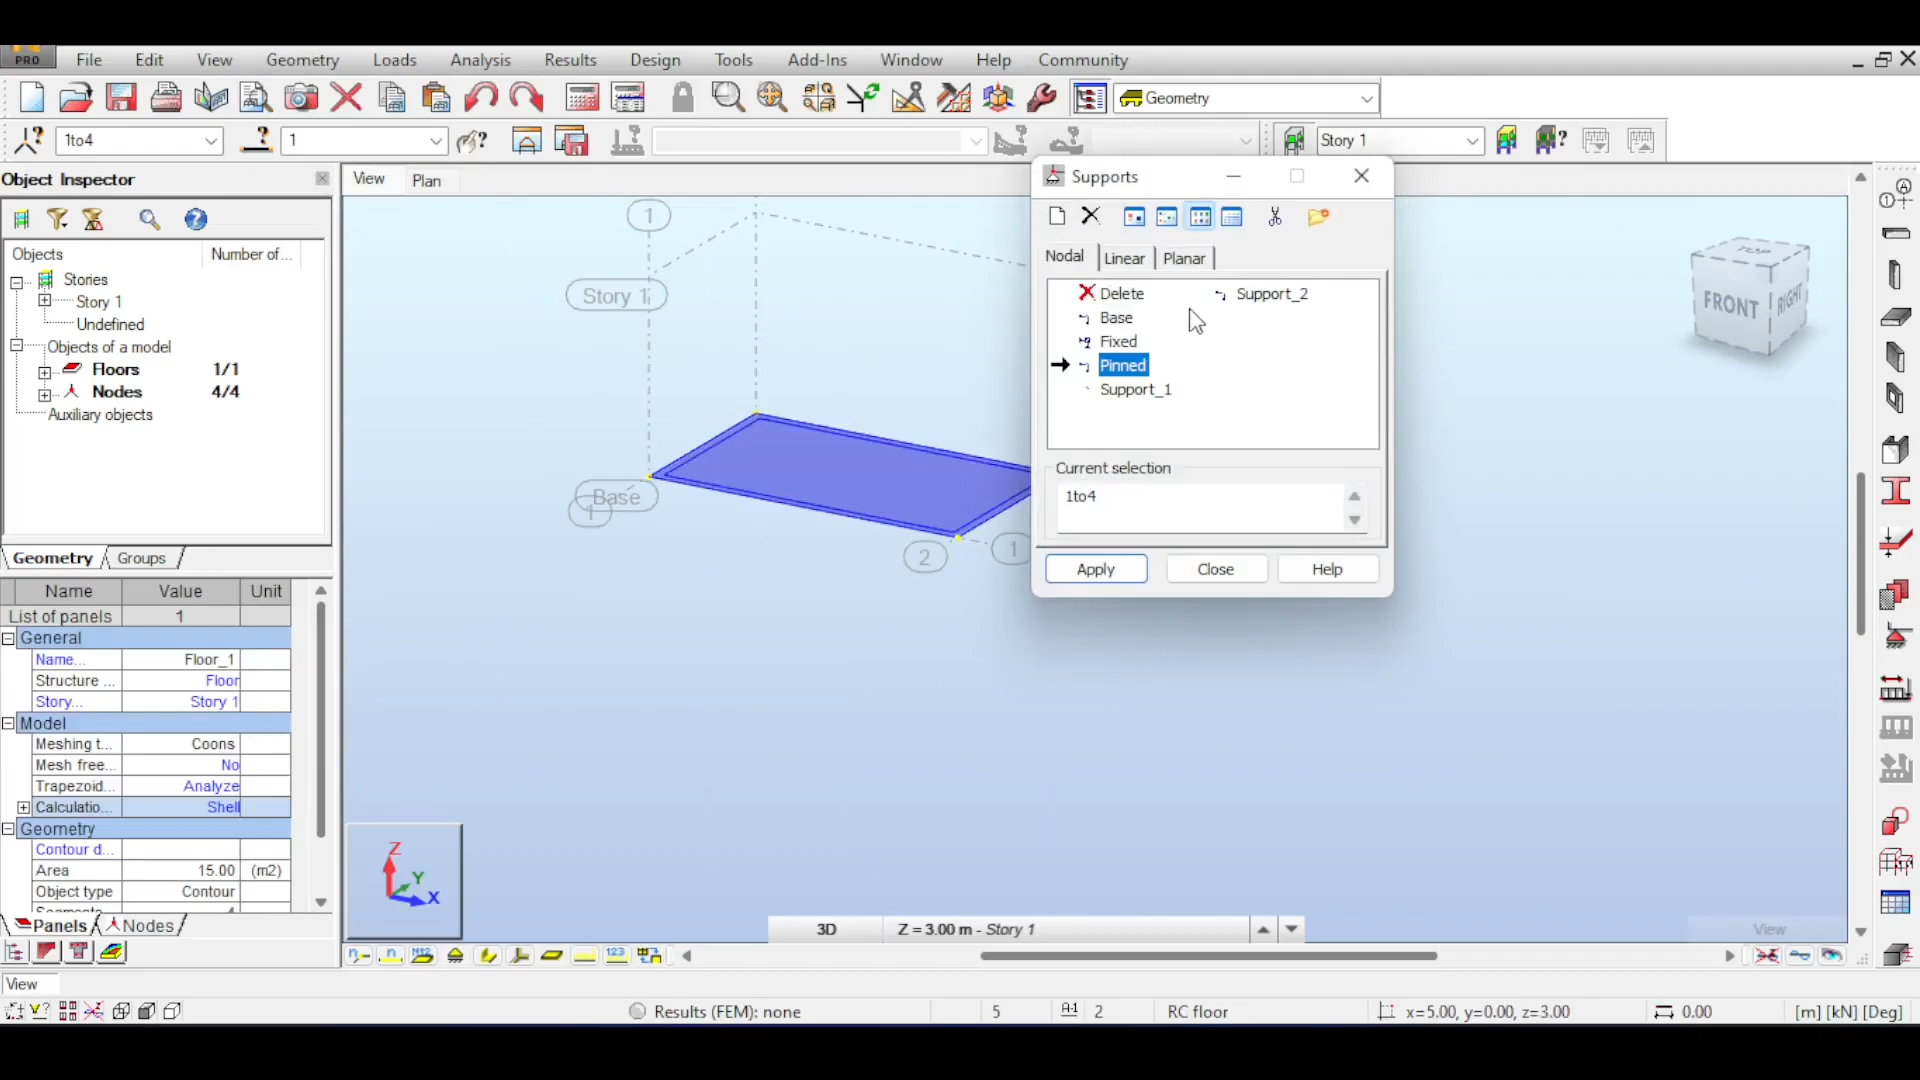 PRO File Edit View Geometry Loads Analysis Results Design Tools Add-Ins Window Help Community
Geometry
1to4 1 Story 1
Object Inspector
Objects Number of...
Stories
Story 1
Undefined
Objects of a model
Floors 1/1
Nodes 4/4
Auxiliary objects
Geometry Groups
Name Value Unit
List of panels 1
General
Name... Floor_1
Structure ... Floor
Story... Story 1
Model
Meshing t... Coons
Mesh free... No
Trapezoid... Analyze
Calculatio... Shell
Geometry
Contour d...
Area 15.00 (m2)
Object type Contour
Panels Nodes
View Plan
1
Story 1
Base
1
2
1
FRONT RIGHT TOP
Supports
Nodal Linear Planar
Delete Support_2
Base
Fixed
Pinned
Support_1
Current selection
1to4
Apply Close Help
Z
Y
X
3D Z = 3.00 m - Story 1
View
View
Results (FEM): none 5 2 RC floor x=5.00, y=0.00, z=3.00 0.00 [m] [kN] [Deg]